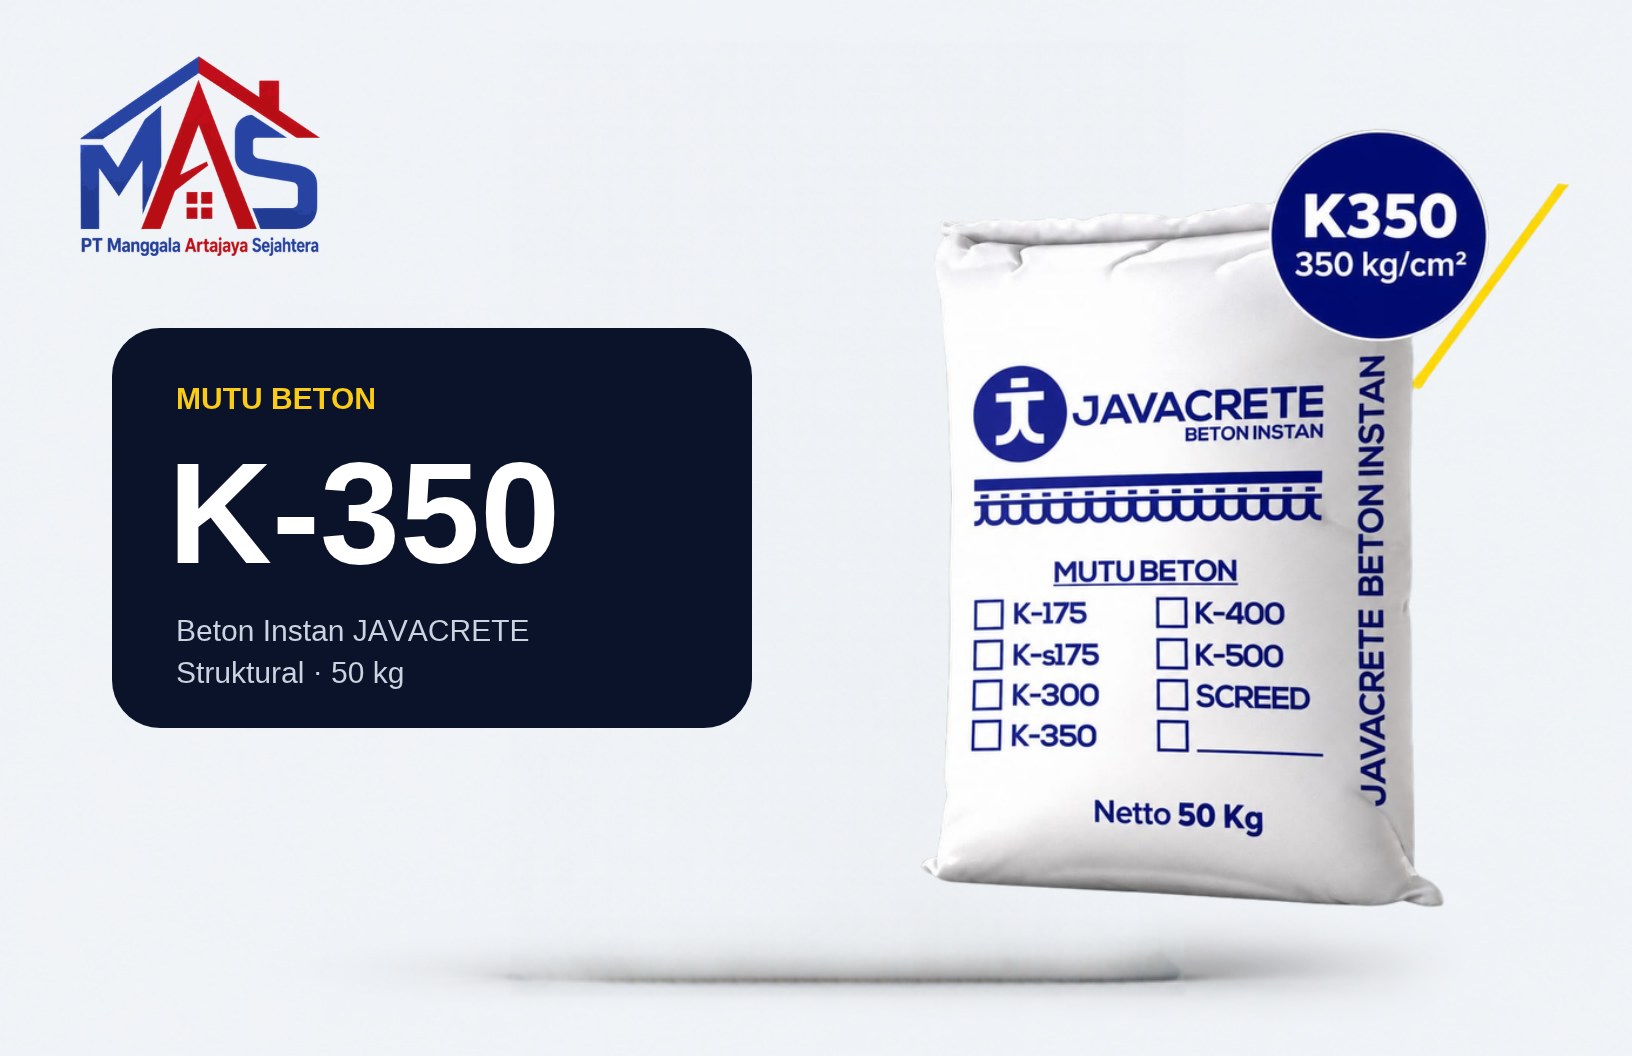 MAS
PT Manggala Artajaya Sejahtera
MUTU BETON
K-350
Beton Instan JAVACRETE
Struktural · 50 kg
K350
350 kg/cm²
JAVACRETE
BETON INSTAN
MUTU BETON
K-175
K-s175
K-300
K-350
K-400
K-500
SCREED
Netto 50 Kg
JAVACRETE BETON INSTAN